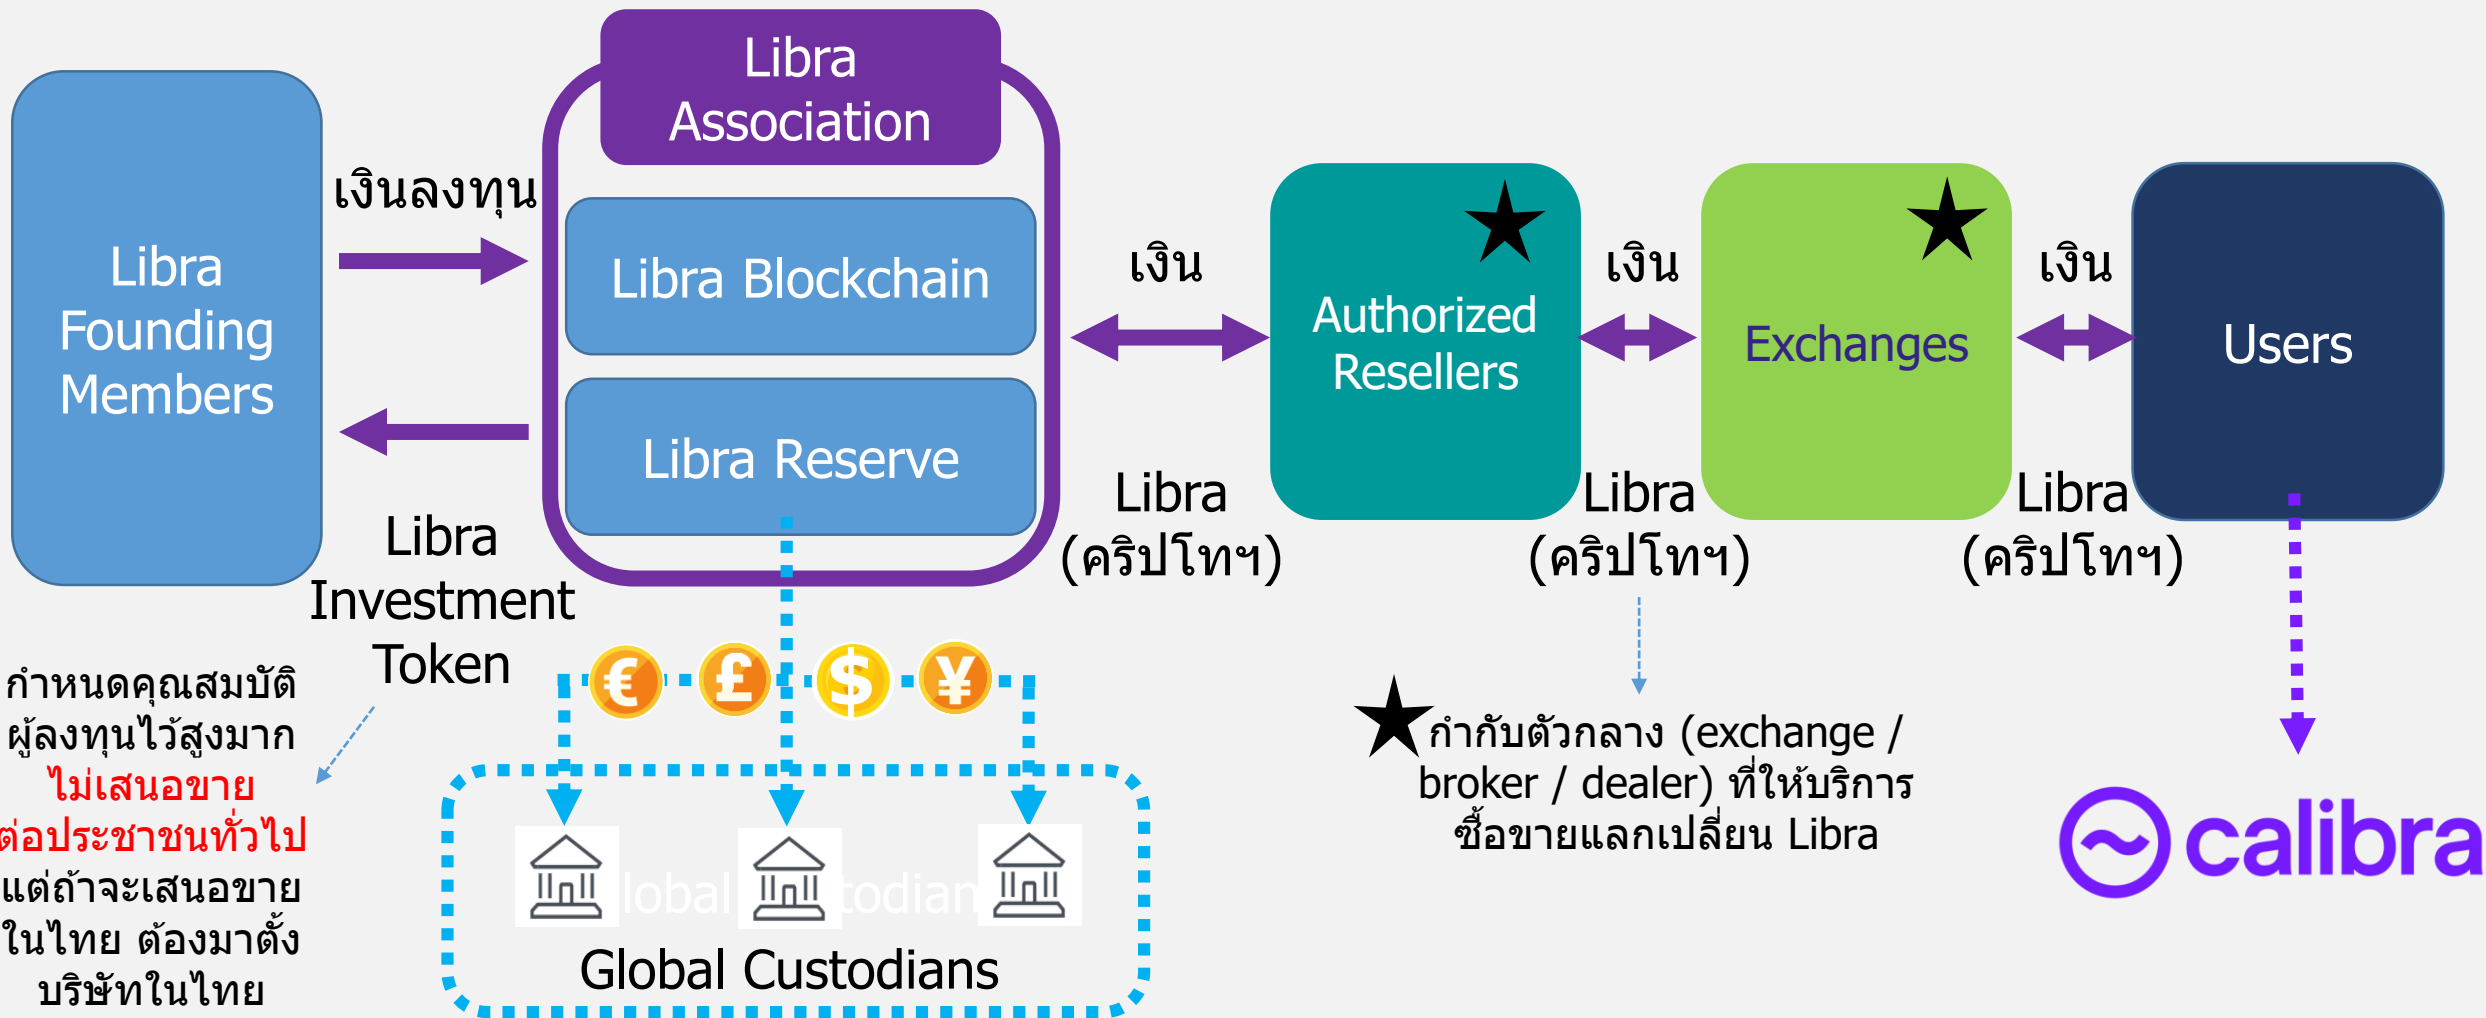 Libra
Association
Libra
Founding
Members
เงินลงทุน
Libra Blockchain
Libra Reserve
Libra
Investment
Token
เงิน
Libra
(คริปโทฯ)
Authorized
Resellers
เงิน
Libra
(คริปโทฯ)
Exchanges
เงิน
Libra
(คริปโทฯ)
Users
€ £ $ ¥
กำหนดคุณสมบัติ
ผู้ลงทุนไว้สูงมาก
ไม่เสนอขาย
ต่อประชาชนทั่วไป
แต่ถ้าจะเสนอขาย
ในไทย ต้องมาตั้ง
บริษัทในไทย
Global Custodians
กำกับตัวกลาง (exchange /
broker / dealer) ที่ให้บริการ
ซื้อขายแลกเปลี่ยน Libra
calibra